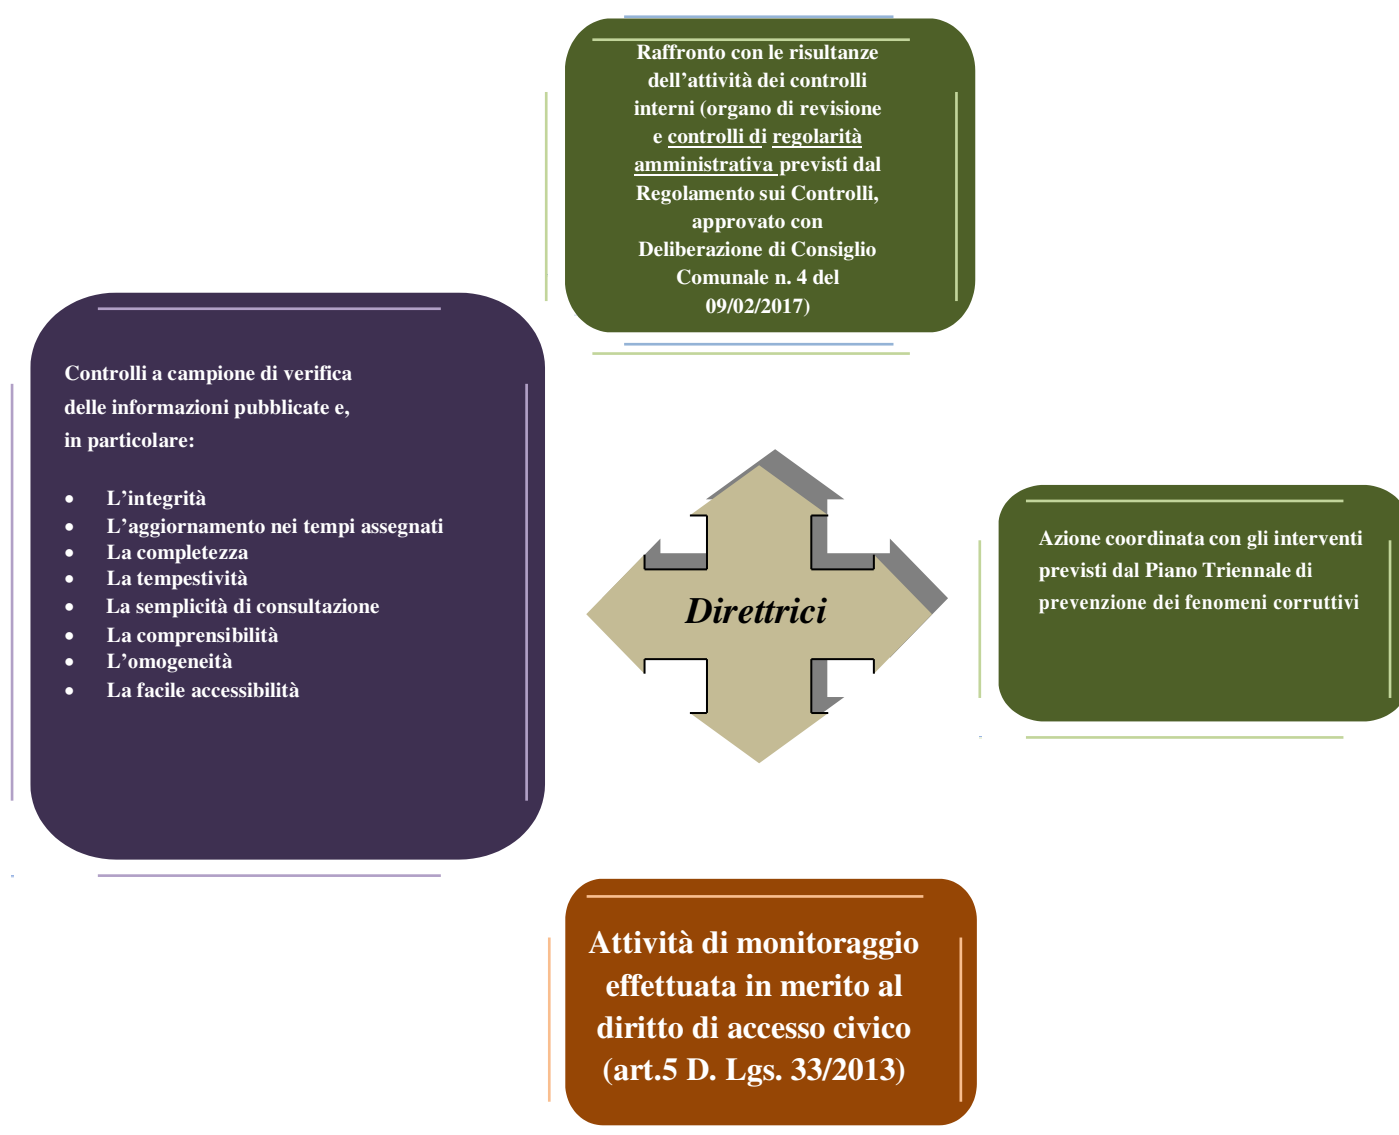 Raffronto con le risultanze
dell’attività dei controlli
interni (organo di revisione
e controlli di regolarità
amministrativa previsti dal
Regolamento sui Controlli,
approvato con
Deliberazione di Consiglio
Comunale n. 4 del
09/02/2017)
Controlli a campione di verifica
delle informazioni pubblicate e,
in particolare:
• L’integrità
• L’aggiornamento nei tempi assegnati
• La completezza
• La tempestività
• La semplicità di consultazione
• La comprensibilità
• L’omogeneità
• La facile accessibilità
Direttrici
Azione coordinata con gli interventi
previsti dal Piano Triennale di
prevenzione dei fenomeni corruttivi
Attività di monitoraggio
effettuata in merito al
diritto di accesso civico
(art.5 D. Lgs. 33/2013)